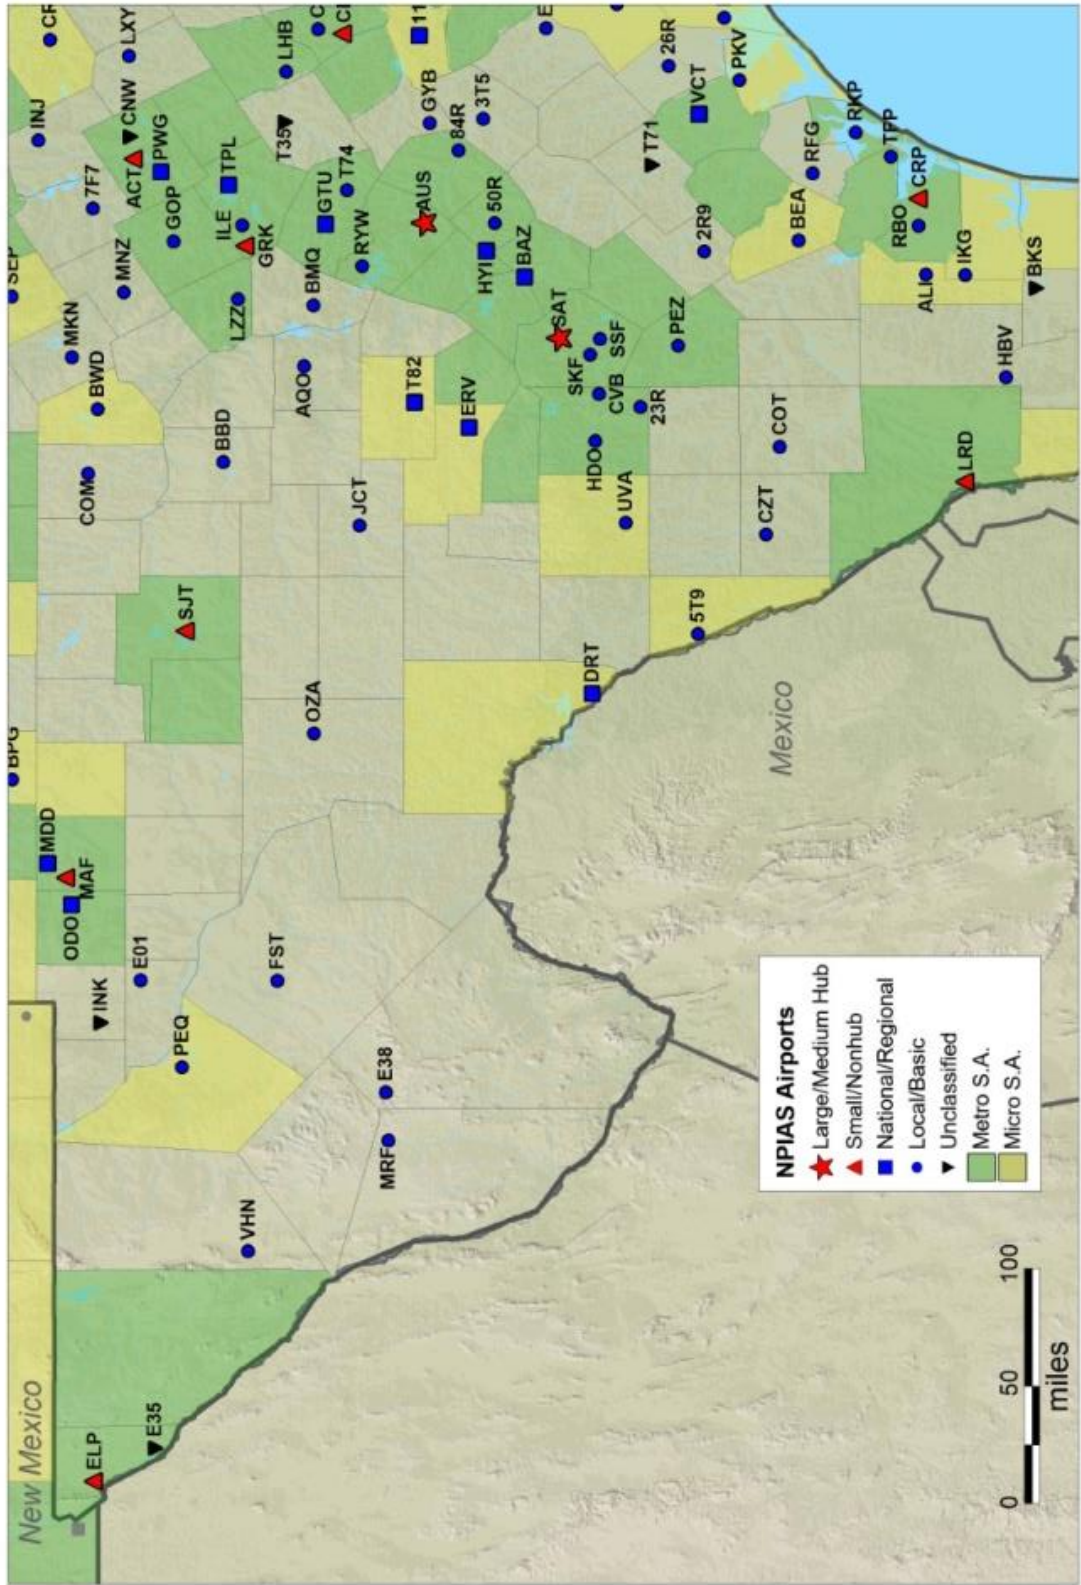 New Mexico
ELP
E35
VHN
MRF
E38
PEQ
INK
E01
FST
ODO
MAF
MDD
BPG
OZA
SJT
DRT
5T9
JCT
COM
BBD
BWD
MKN
AQO
T82
ERV
HDO
UVA
CVB
23R
SKF
SSF
SAT
PEZ
COT
CZT
LRD
HBV
SEP
MNZ
LZZ
BMQ
7F7
GOP
ILE
GRK
RYW
GTU
T74
INJ
ACT
CNW
PWG
TPL
T35
LHB
LXY
AUS
HYI
50R
BAZ
GYB
84R
3T5
11
26R
T71
VCT
PKV
2R9
BEA
RFG
RKP
TFP
CRP
RBO
ALI
IKG
BKS
Mexico
NPIAS Airports
Large/Medium Hub
Small/Nonhub
National/Regional
Local/Basic
Unclassified
Metro S.A.
Micro S.A.
0 50 100
miles